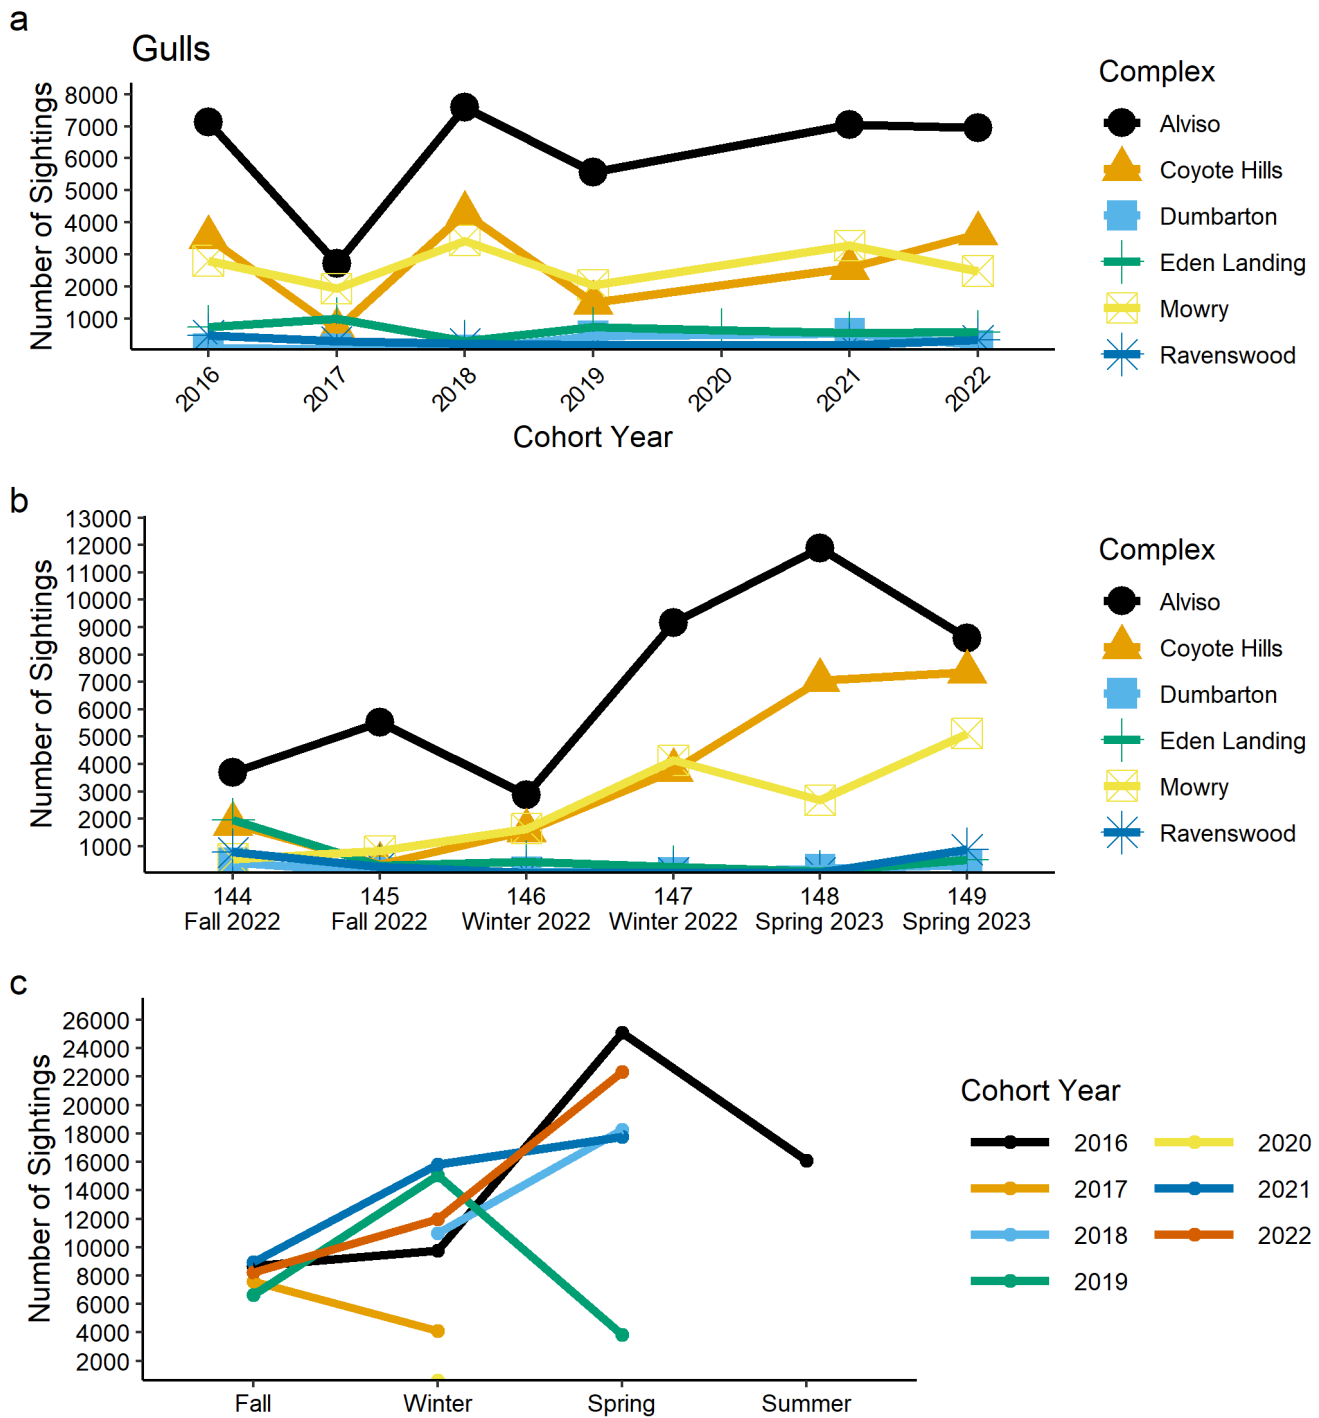 a
Gulls
Number of Sightings
8000
7000
6000
5000
4000
3000
2000
1000
2016
2017
2018
2019
2020
2021
2022
Cohort Year
Complex
Alviso
Coyote Hills
Dumbarton
Eden Landing
Mowry
Ravenswood
b
Number of Sightings
13000
12000
11000
10000
9000
8000
7000
6000
5000
4000
3000
2000
1000
144
Fall 2022
145
Fall 2022
146
Winter 2022
147
Winter 2022
148
Spring 2023
149
Spring 2023
Complex
Alviso
Coyote Hills
Dumbarton
Eden Landing
Mowry
Ravenswood
c
Number of Sightings
26000
24000
22000
20000
18000
16000
14000
12000
10000
8000
6000
4000
2000
Fall
Winter
Spring
Summer
Cohort Year
2016
2017
2018
2019
2020
2021
2022